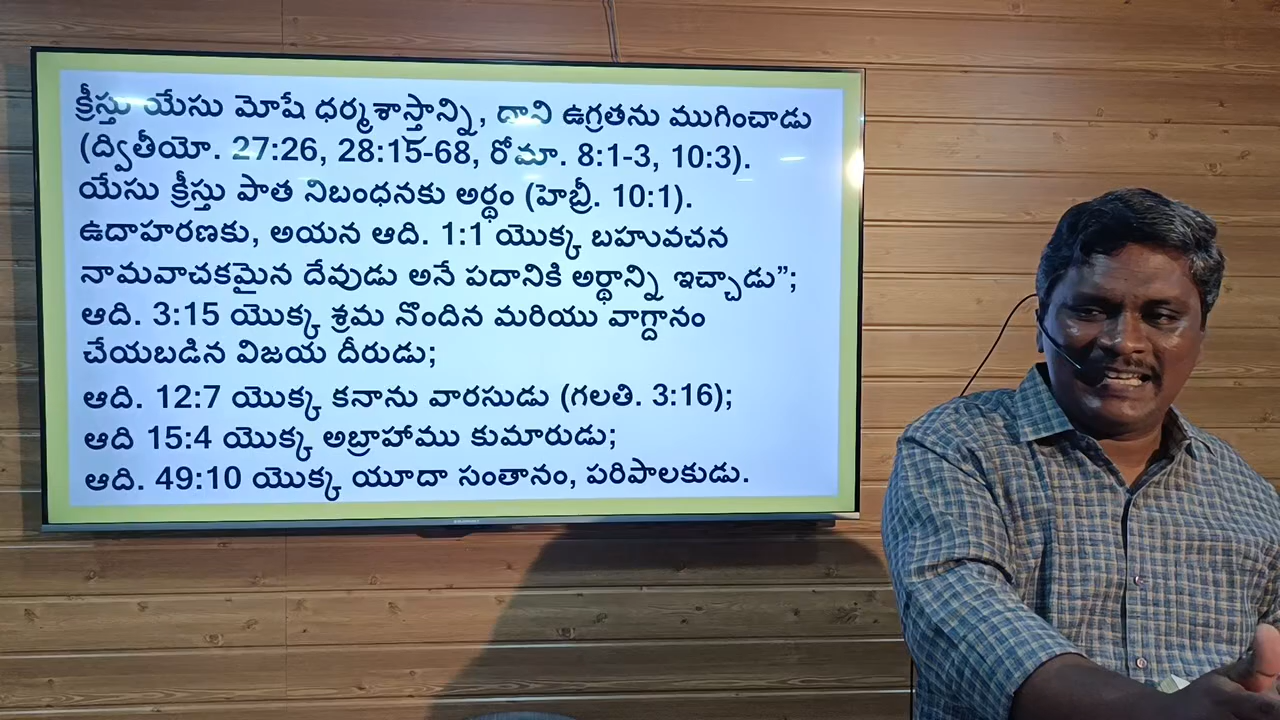 క్రీస్తు యేసు మోషే ధర్మశాస్త్రాన్ని, దాని ఉగ్రతను ముగించాడు
(ద్వితీయో. 27:26, 28:15-68, రోమా. 8:1-3, 10:3).
యేసు క్రీస్తు పాత నిబంధనకు అర్థం (హెబ్రీ. 10:1).
ఉదాహరణకు, అయన ఆది. 1:1 యొక్క బహువచన
నామవాచకమైన దేవుడు అనే పదానికి అర్థాన్ని ఇచ్చాడు”;
ఆది. 3:15 యొక్క శ్రమ నొందిన మరియు వాగ్దానం
చేయబడిన విజయ దీరుడు;
ఆది. 12:7 యొక్క కనాను వారసుడు (గలతి. 3:16);
ఆది 15:4 యొక్క అబ్రాహాము కుమారుడు;
ఆది. 49:10 యొక్క యూదా సంతానం, పరిపాలకుడు.